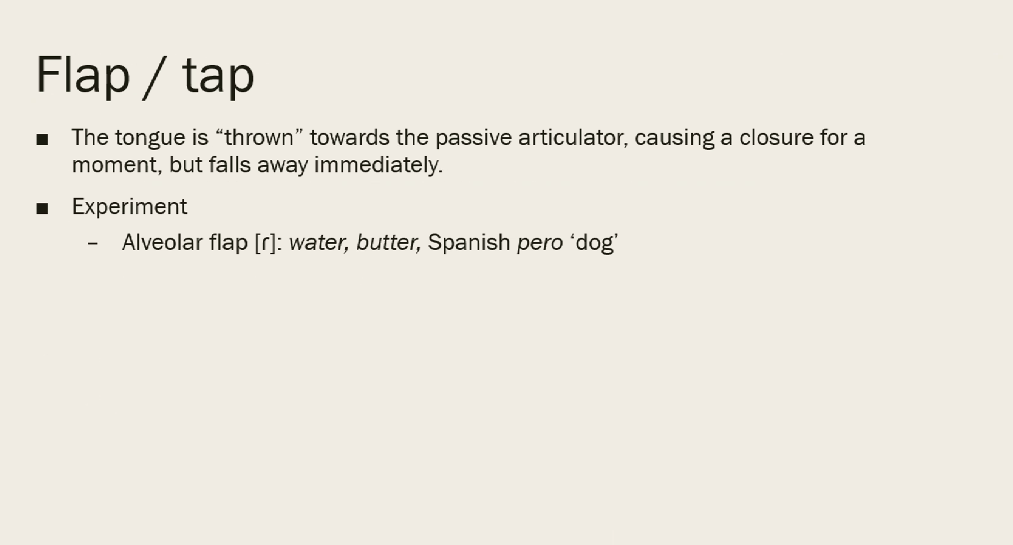 Flap / tap
■ The tongue is “thrown” towards the passive articulator, causing a closure for a
moment, but falls away immediately.
■ Experiment
– Alveolar flap [ɾ]: water, butter, Spanish pero ‘dog’